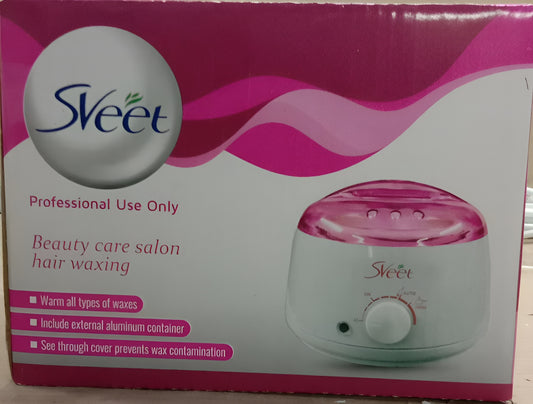 Sveet
Professional Use Only
Beauty care salon
hair waxing
Warm all types of waxes
Include external aluminum container
See through cover prevents wax contamination
Sveet